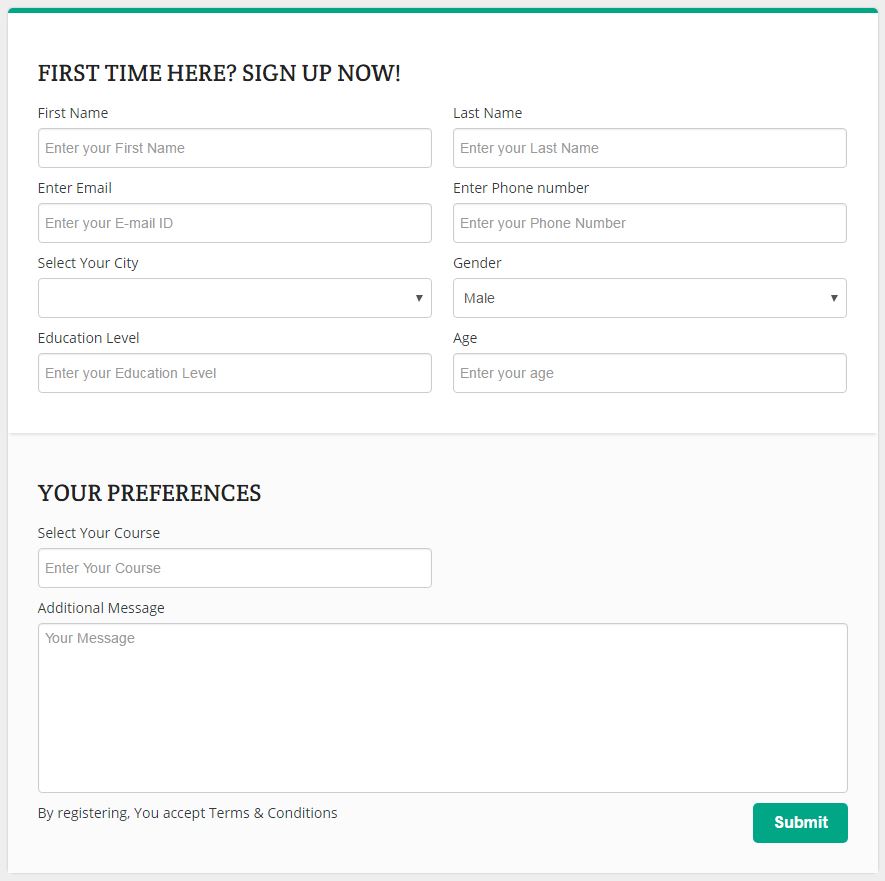 FIRST TIME HERE? SIGN UP NOW!
First Name
Last Name
Enter your First Name
Enter your Last Name
Enter Email
Enter Phone number
Enter your E-mail ID
Enter your Phone Number
Select Your City
Gender
Male
Education Level
Age
Enter your Education Level
Enter your age
YOUR PREFERENCES
Select Your Course
Enter Your Course
Additional Message
Your Message
By registering, You accept Terms & Conditions
Submit